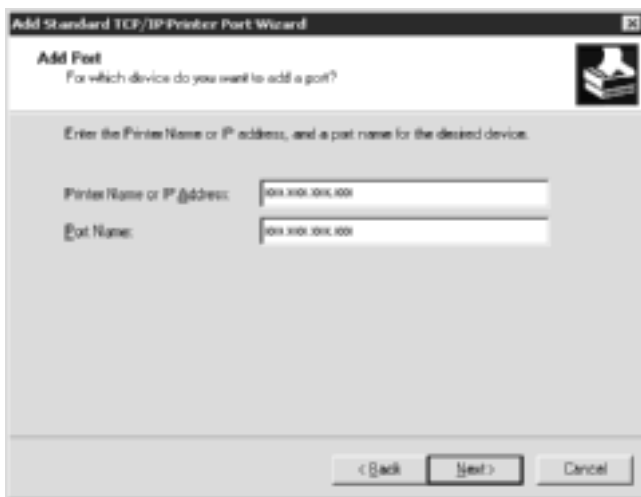 Add Standard TCP/IP Printer Port Wizard
Add Port
For which device do you want to add a port?
Enter the Printer Name or IP address, and a port name for the desired device.
Printer Name or IP Address: xxx.xxx.xxx.xxx
Port Name: xxx.xxx.xxx.xxx
< Back Next > Cancel